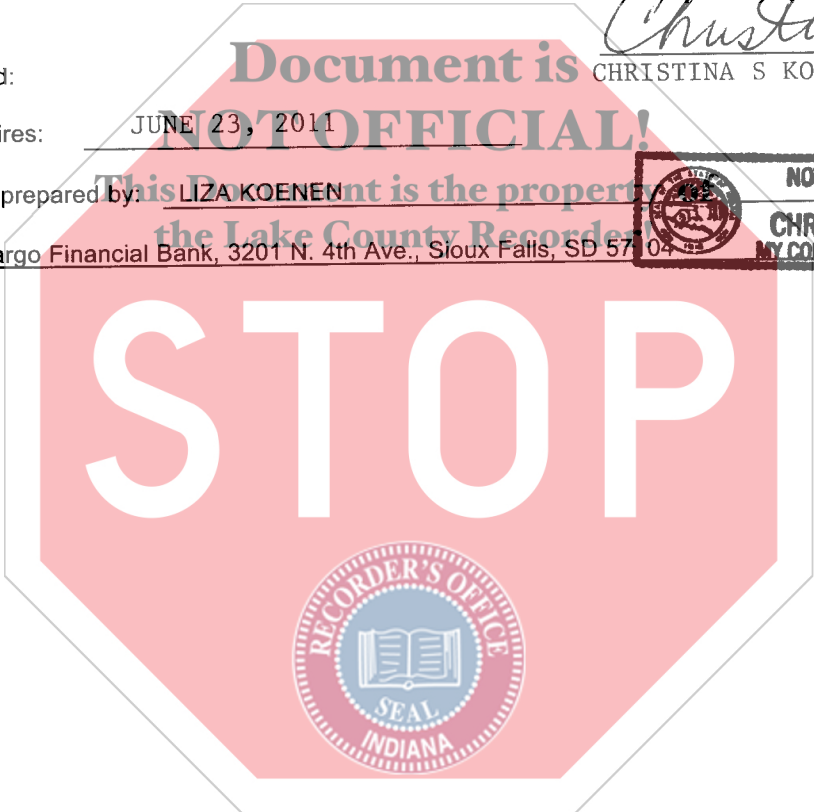 Chust
Document is
CHRISTINA S KO
d:
ires: JUNE 23, 2011
NOT OFFICIAL!
prepared by: LIZA KOENEN
This Document is the property
NO
the Lake County Recorder!
CHR
argo Financial Bank, 3201 N. 4th Ave., Sioux Falls, SD 57104
MY CO
STOP
RECORDER'S OFFICE
SEAL
INDIANA